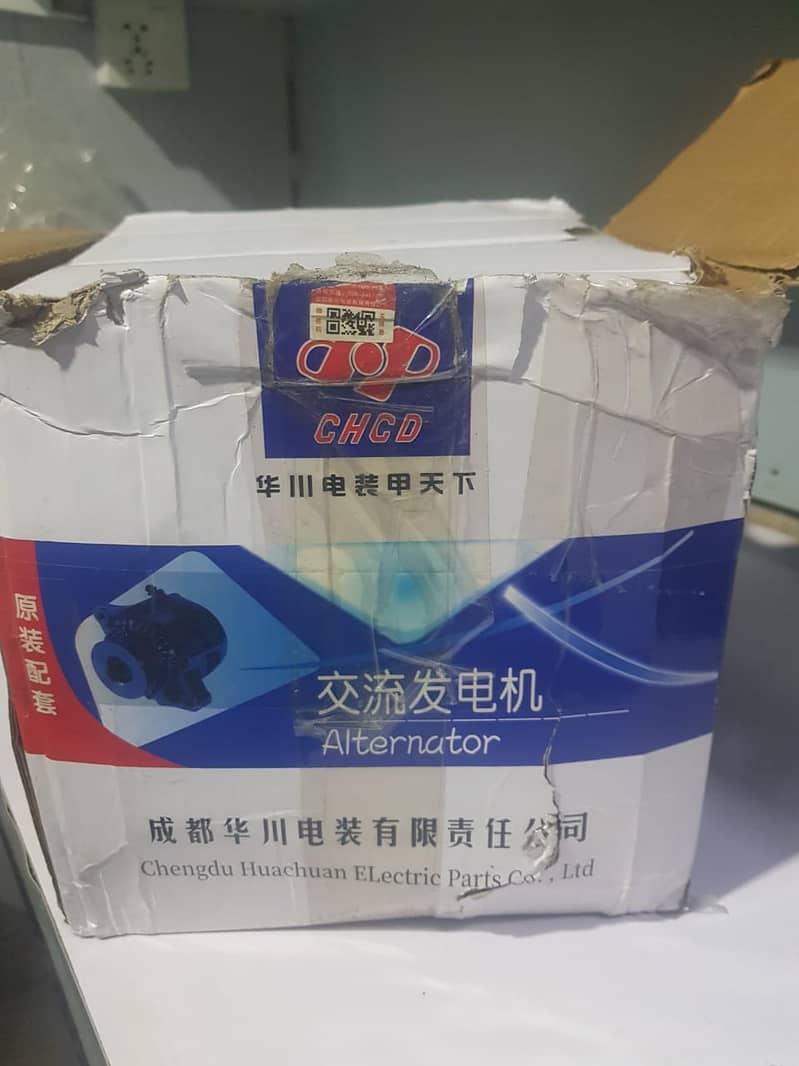 CHCD
华川电装甲天下
原装配套
交流发电机
Alternator
成都华川电装有限责任公司
Chengdu Huachuan ELectric Parts Co., Ltd